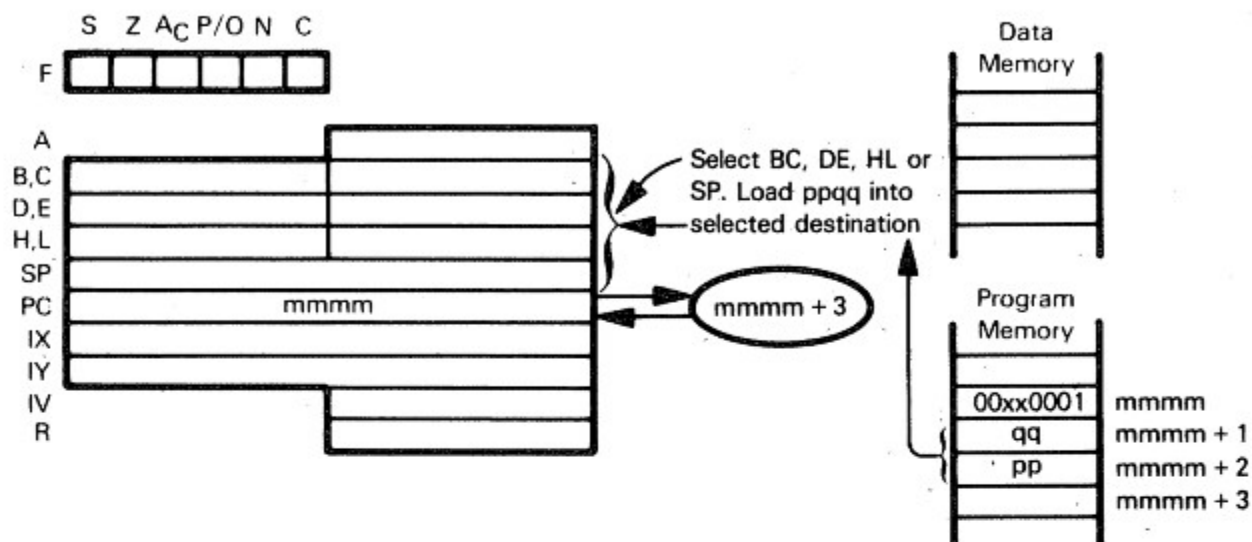 S Z AC P/O N C
F
A
B,C
D,E
H,L
SP
PC mmmm
IX
IY
IV
R
Select BC, DE, HL or
SP. Load ppqq into
selected destination
mmmm + 3
Data
Memory
Program
Memory
00xx0001 mmmm
qq mmmm + 1
pp mmmm + 2
mmmm + 3